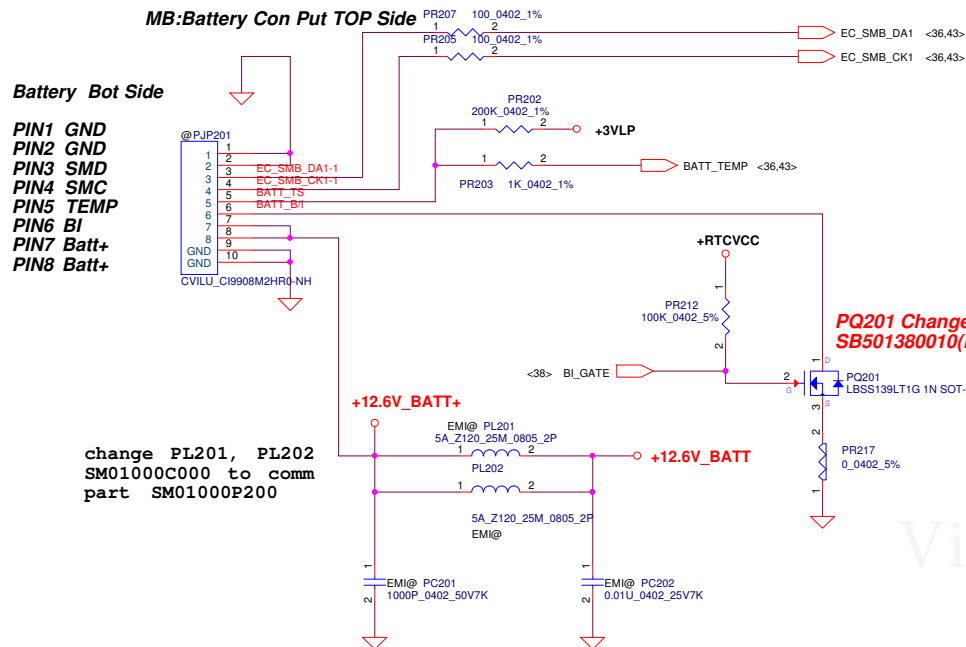 MB:Battery Con Put TOP Side
PR207 100_0402_1%
1 2
EC_SMB_DA1 <36,43>
PR205 100_0402_1%
1 2
EC_SMB_CK1 <36,43>
Battery Bot Side
PIN1 GND
PIN2 GND
PIN3 SMD
PIN4 SMC
PIN5 TEMP
PIN6 BI
PIN7 Batt+
PIN8 Batt+
@PJP201
1 1
2 2
3 3
4 4
5 5
6 6
7 7
8 8
GND 9
GND 10
CVILU_CI9908M2HR0-NH
EC_SMB_DA1-1
EC_SMB_CK1-1
BATT_TS
BATT_B/I
PR202
200K_0402_1%
1 2
+3VLP
1 2
PR203 1K_0402_1%
BATT_TEMP <36,43>
+RTCVCC
1
PR212
100K_0402_5%
2
<38> BI_GATE
PQ201 Change
SB501380010(
1 D
2 G
3 S
PQ201
LBSS139LT1G 1N SOT-
2
PR217
0_0402_5%
1
+12.6V_BATT+
EMI@ PL201
5A_Z120_25M_0805_2P
1 2
+12.6V_BATT
PL202
1 2
5A_Z120_25M_0805_2P
EMI@
change PL201, PL202
SM01000C000 to comm
part SM01000P200
1
EMI@ PC201
1000P_0402_50V7K
2
1
EMI@ PC202
0.01U_0402_25V7K
2
Vi